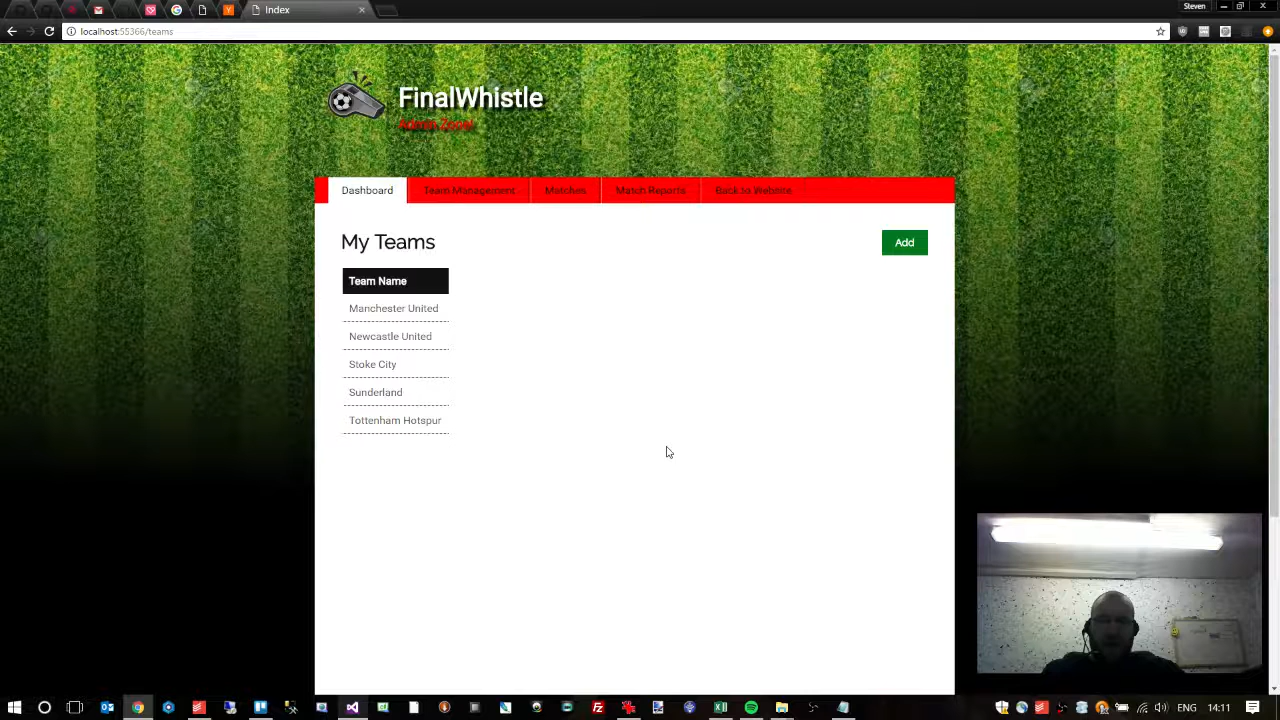 Index
Steven
localhost:55366/teams
FinalWhistle
Admin Zone!
Dashboard
Team Management
Matches
Match Reports
Back to Website
My Teams
Add
Team Name
Manchester United
Newcastle United
Stoke City
Sunderland
Tottenham Hotspur
ENG
14:11